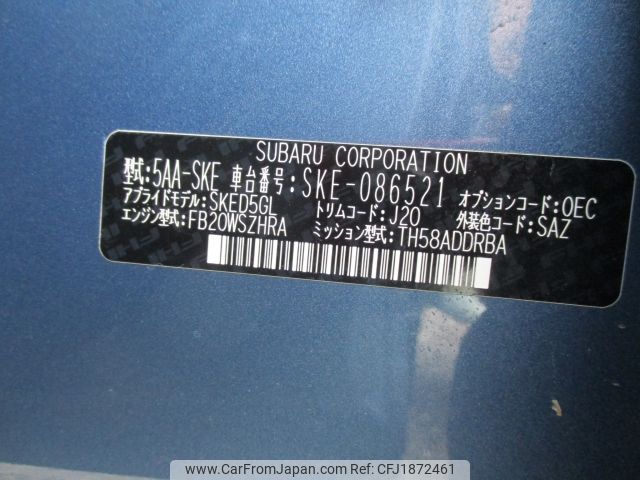 SUBARU CORPORATION
型式:5AA-SKE 車台番号:SKE-086521 オプションコード:OEC
アプライドモデル:SKED5GL トリムコード:J20 外装色コード:SAZ
エンジン型式:FB20WSZHRA ミッション型式:TH58ADDRBA
car photo from CarFromJapan - CFJ1872461